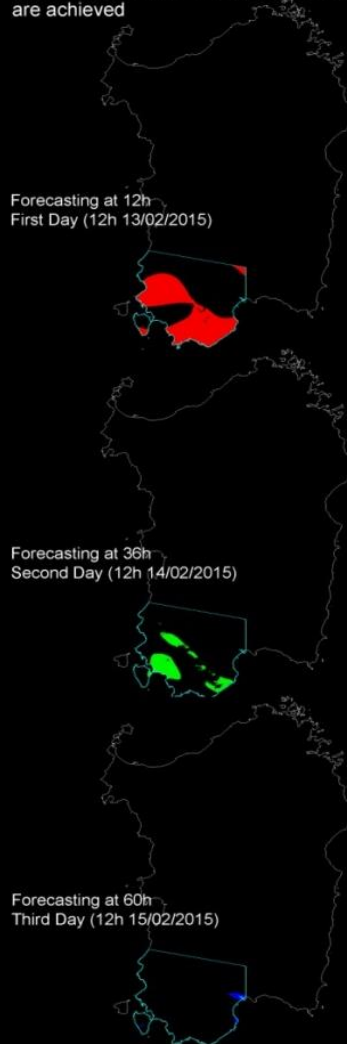 are achieved
Forecasting at 12h
First Day (12h 13/02/2015)
Forecasting at 36h
Second Day (12h 14/02/2015)
Forecasting at 60h
Third Day (12h 15/02/2015)